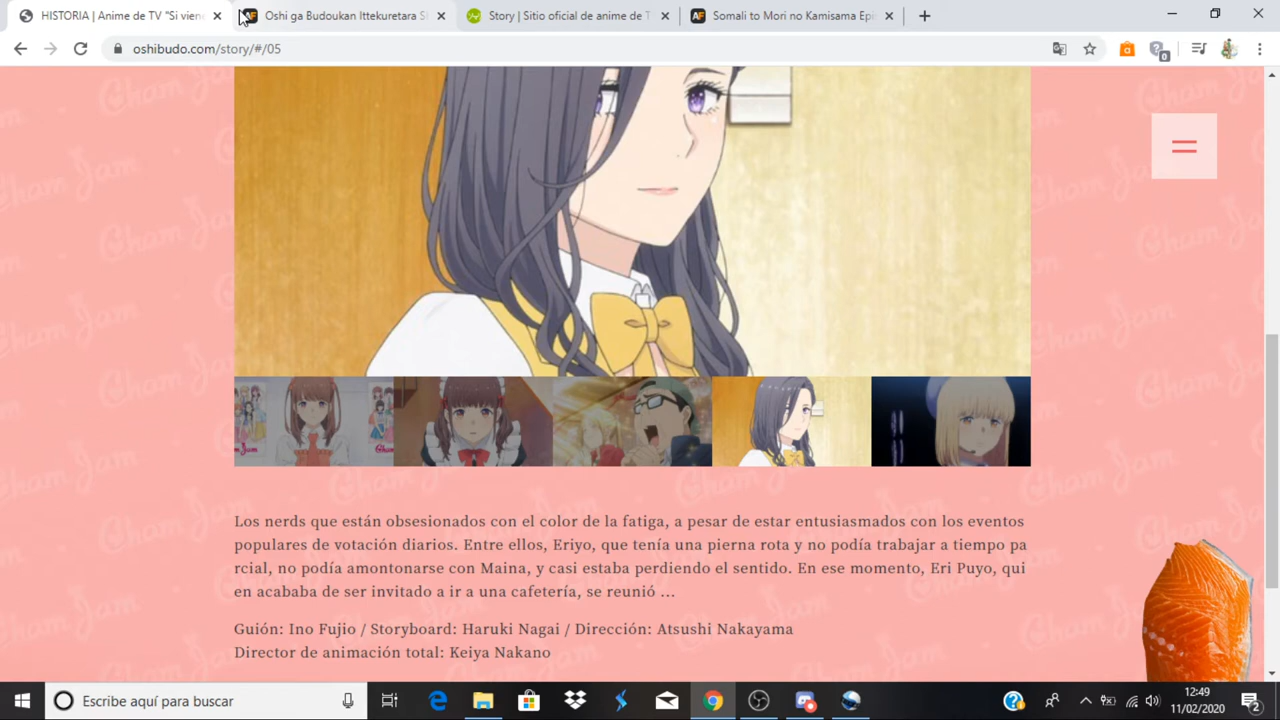 HISTORIA | Anime de TV "Si vien
Oshi ga Budoukan Ittekuretara S
Story | Sitio oficial de anime de T
Somali to Mori no Kamisama Epi
oshibudo.com/story/#/05
0
Cham Jam
Los nerds que están obsesionados con el color de la fatiga, a pesar de estar entusiasmados con los eventos
populares de votación diarios. Entre ellos, Eriyo, que tenía una pierna rota y no podía trabajar a tiempo pa
rcial, no podía amontonarse con Maina, y casi estaba perdiendo el sentido. En ese momento, Eri Puyo, qui
en acababa de ser invitado a ir a una cafetería, se reunió ...
Guión: Ino Fujio / Storyboard: Haruki Nagai / Dirección: Atsushi Nakayama
Director de animación total: Keiya Nakano
Escribe aquí para buscar
12:49
11/02/2020
2